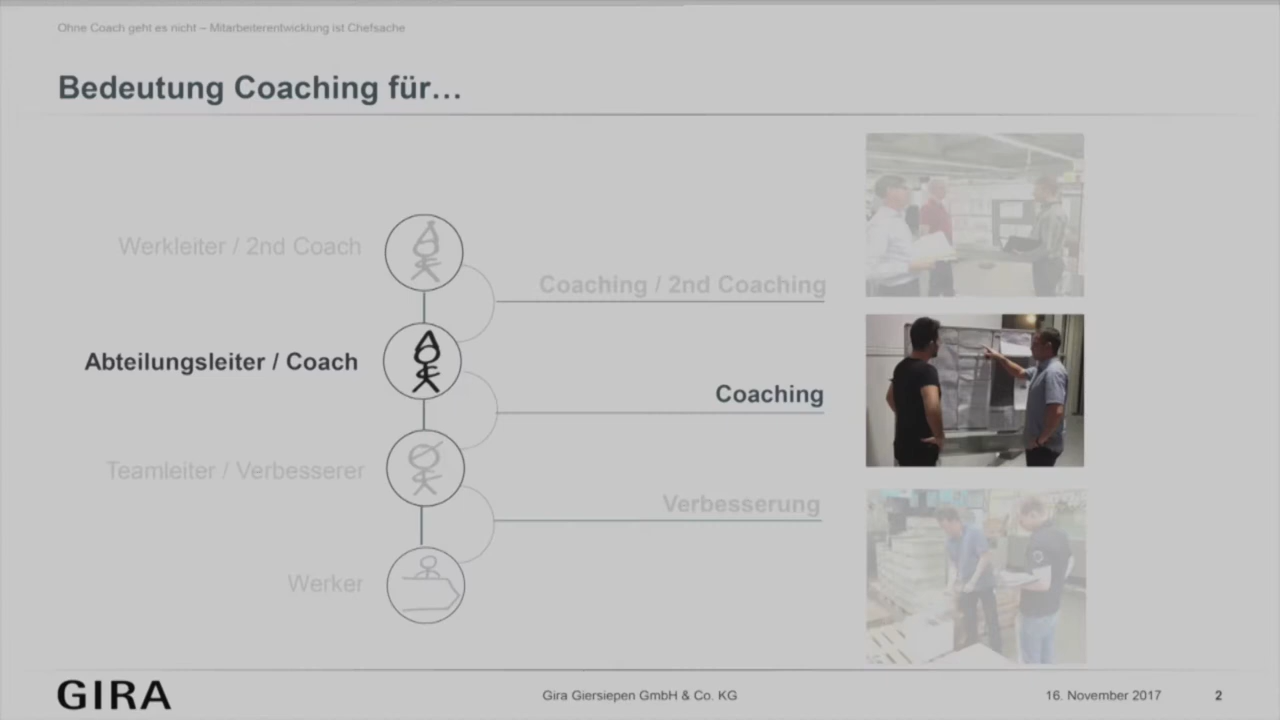 Ohne Coach geht es nicht – Mitarbeiterentwicklung ist Chefsache
Bedeutung Coaching für…
Werkleiter / 2nd Coach
Coaching / 2nd Coaching
Abteilungsleiter / Coach
Coaching
Teamleiter / Verbesserer
Verbesserung
Werker
GIRA
Gira Giersiepen GmbH & Co. KG
16. November 2017
2